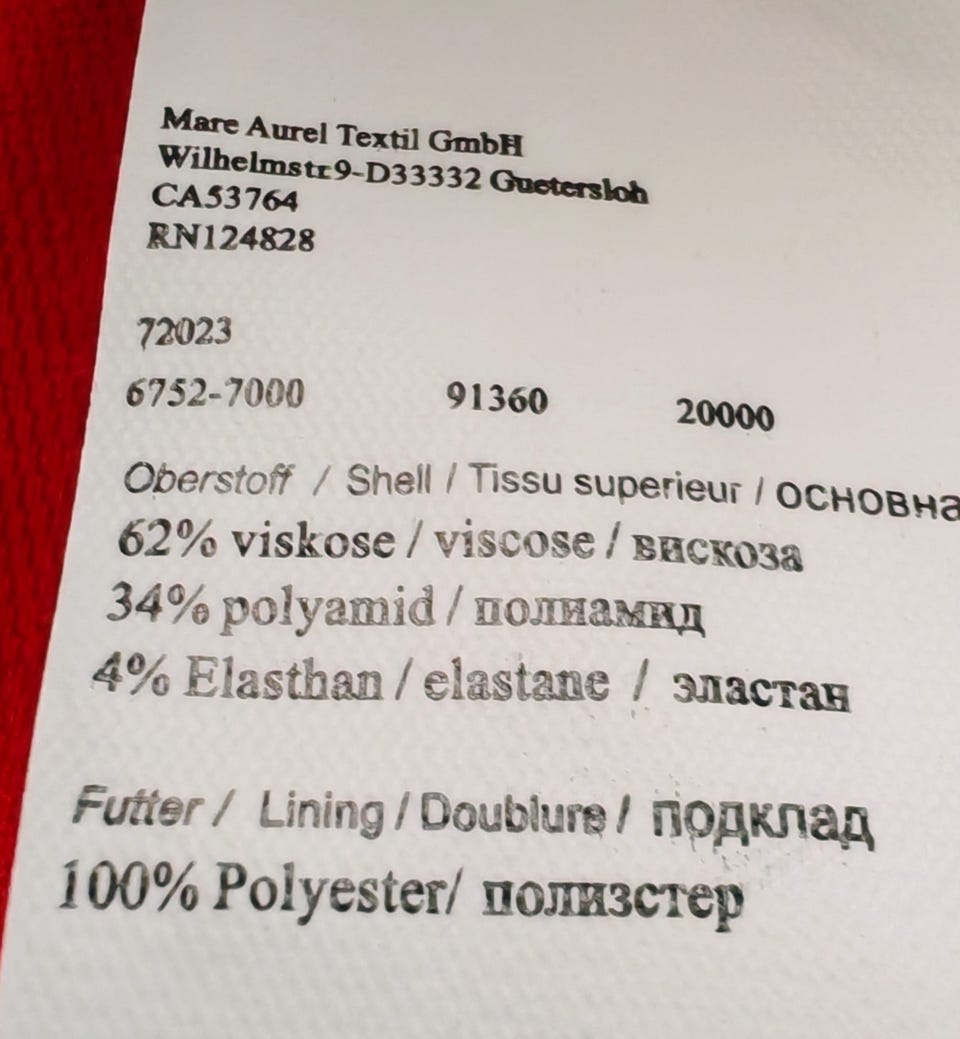 Mare Aurel Textil GmbH
Wilhelmstr9-D33332 Guetersloh
CA53764
RN124828
72023
6752-7000 91360 20000
Oberstoff / Shell / Tissu superieur / основна
62% viskose / viscose / вискоза
34% polyamid / полиамид
4% Elasthan / elastane / эластан
Futter / Lining / Doublure / подклад
100% Polyester/ полизстер